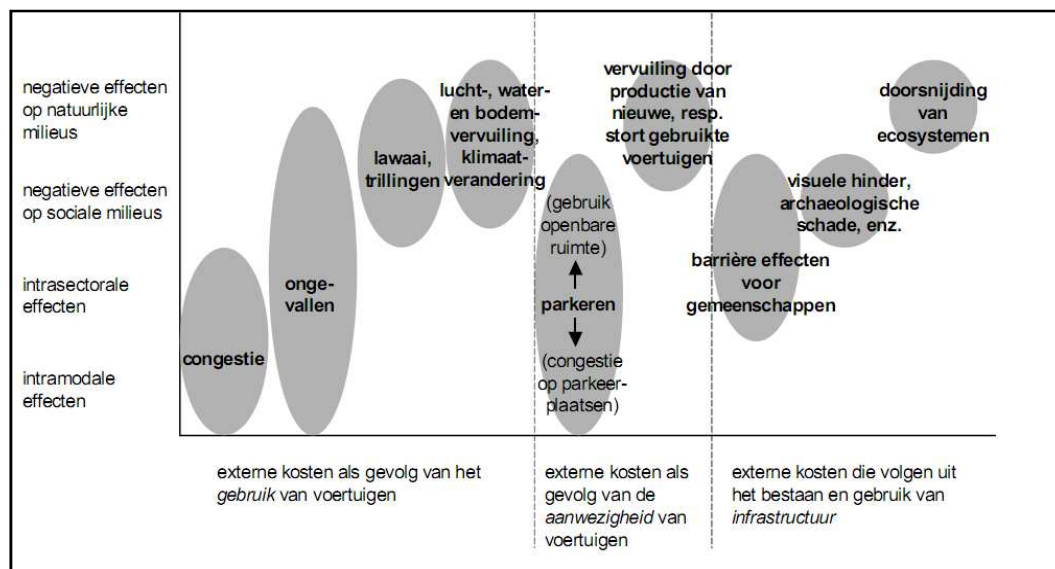 negatieve effecten
op natuurlijke
milieus
negatieve effecten
op sociale milieus
intrasectorale
effecten
intramodale
effecten
congestie
onge-
vallen
lawaai,
trillingen
lucht-, water-
en bodem-
vervuiling,
klimaat-
verandering
(gebruik
openbare
ruimte)
parkeren
(congestie
op parkeer-
plaatsen)
vervuiling door
productie van
nieuwe, resp.
stort gebruikte
voertuigen
barrière effecten
voor
gemeenschappen
visuele hinder,
archaeologische
schade, enz.
doorsnijding
van
ecosystemen
externe kosten als gevolg van het
gebruik van voertuigen
externe kosten als
gevolg van de
aanwezigheid van
voertuigen
externe kosten die volgen uit
het bestaan en gebruik van
infrastructuur